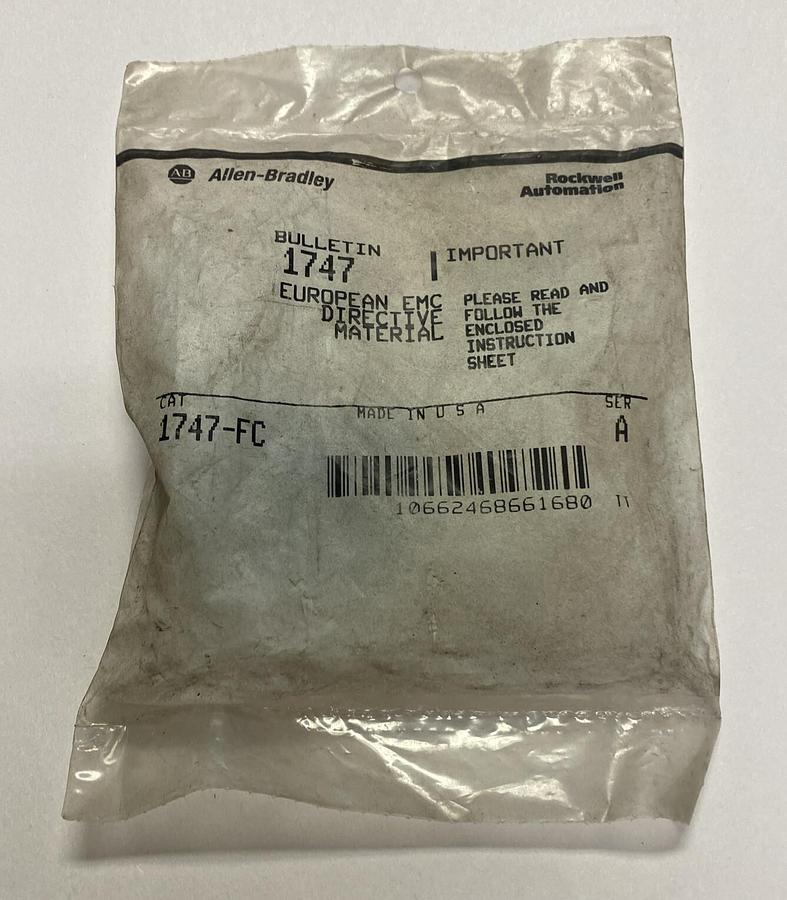 AB Allen-Bradley
Rockwell
Automation
BULLETIN
1747
EUROPEAN EMC
DIRECTIVE
MATERIAL
IMPORTANT
PLEASE READ AND
FOLLOW THE
ENCLOSED
INSTRUCTION
SHEET
CAT
MADE IN U S A
SER
1747-FC
A
10662468661680